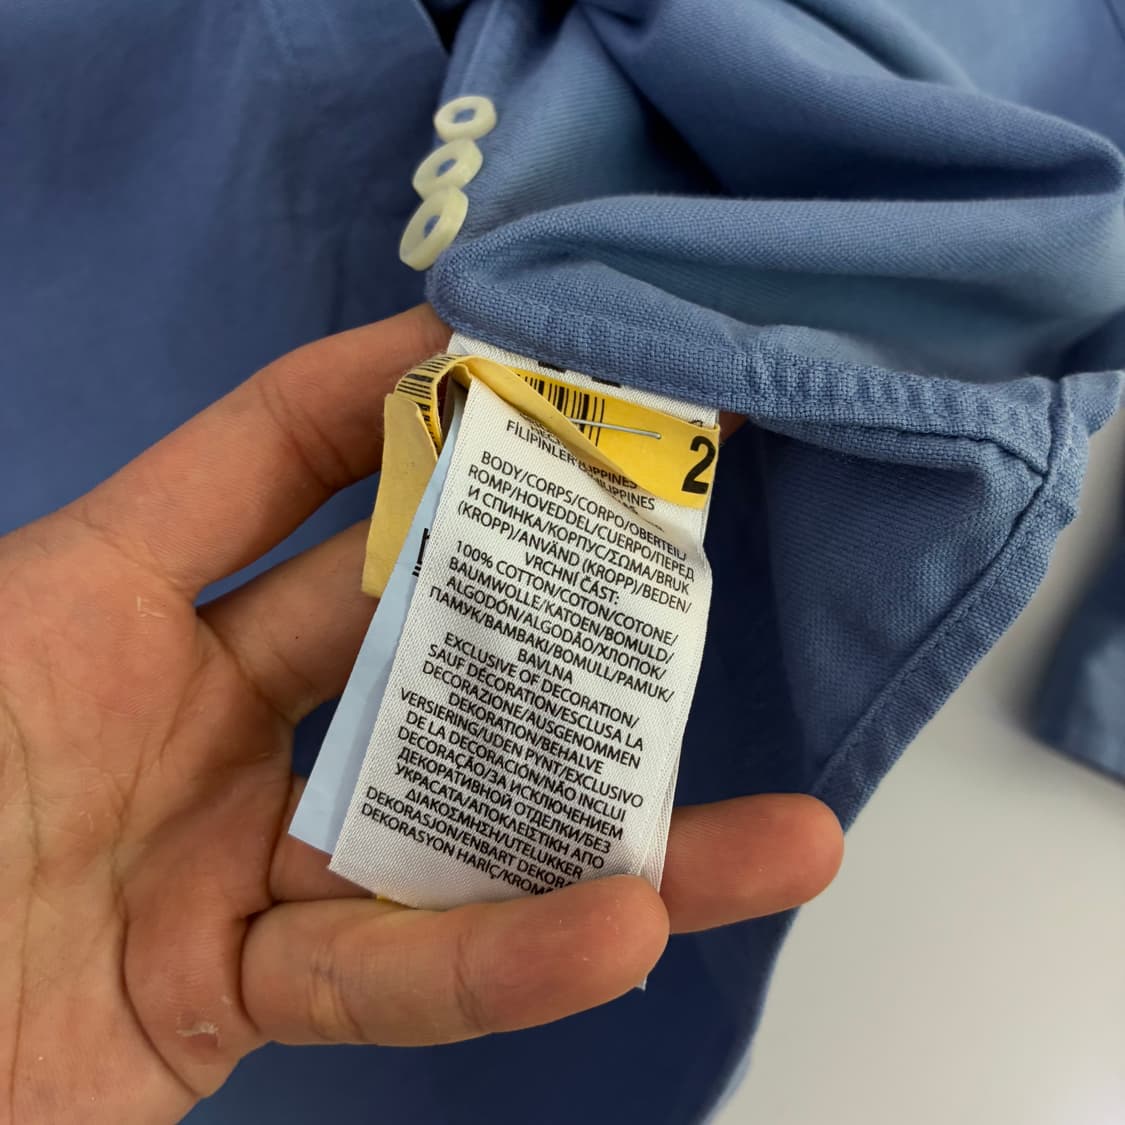 2
FILIPINLER
PHILIPPINES
BODY/CORPS/CORPO/OBERTEIL/
ROMP/HOVEDDEL/CUERPO/ПЕРЕД
И СПИНКА/КОРПУС/ΣΩΜΑ/BRUK
(KROPP)/ANVÄND (KROPP)/BEDEN/
VRCHNÍ ČÁST:
100% COTTON/COTON/COTONE/
BAUMWOLLE/KATOEN/BOMULD/
ALGODÓN/ALGODÃO/ХЛОПОК/
ПАМУК/ΒΑΜΒΑΚΙ/BOMULL/PAMUK/
BAVLNA
EXCLUSIVE OF DECORATION/
SAUF DÉCORATION/ESCLUSA LA
DECORAZIONE/AUSGENOMMEN
DEKORATION/BEHALVE
VERSIERING/UDEN PYNT/EXCLUSIVO
DE LA DECORACIÓN/NÃO INCLUI
DECORAÇÃO/ЗА ИСКЛЮЧЕНИЕМ
ДЕКОРАТИВНОЙ ОТДЕЛКИ/БЕЗ
УКРАСАТА/ΑΠΟΚΛΕΙΣΤΙΚΗ ΑΠΟ
ΔΙΑΚΟΣΜΗΣΗ/UTELUKKER
DEKORASJON/ENBART DEKORA
DEKORASYON HARİÇ/KROM